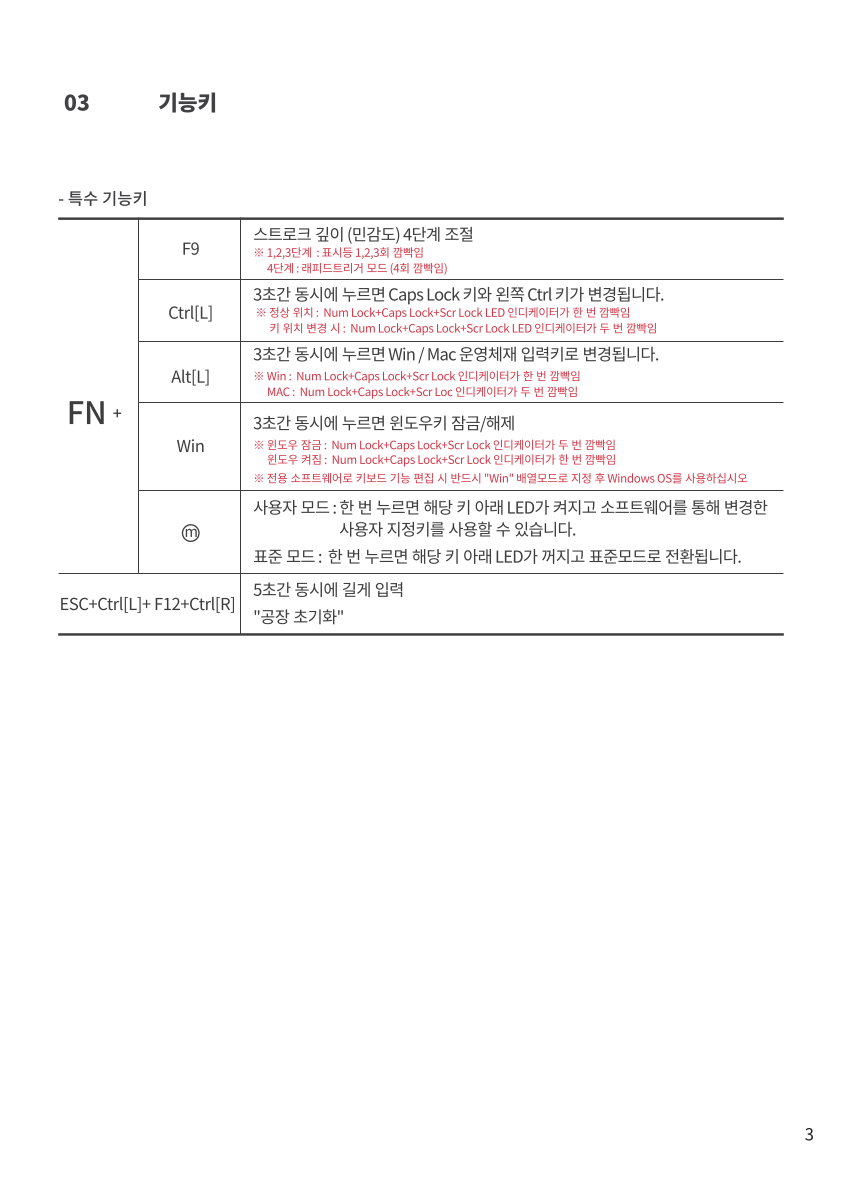 03 기능키
- 특수 기능키
FN +
F9
스트로크 깊이 (민감도) 4단계 조절
※ 1,2,3단계 : 표시등 1,2,3회 깜빡임
4단계 : 래피드트리거 모드 (4회 깜빡임)
Ctrl[L]
3초간 동시에 누르면 Caps Lock 키와 왼쪽 Ctrl 키가 변경됩니다.
※ 정상 위치 : Num Lock+Caps Lock+Scr Lock LED 인디케이터가 한 번 깜빡임
키 위치 변경 시 : Num Lock+Caps Lock+Scr Lock LED 인디케이터가 두 번 깜빡임
Alt[L]
3초간 동시에 누르면 Win / Mac 운영체재 입력키로 변경됩니다.
※ Win : Num Lock+Caps Lock+Scr Lock 인디케이터가 한 번 깜빡임
MAC : Num Lock+Caps Lock+Scr Loc 인디케이터가 두 번 깜빡임
Win
3초간 동시에 누르면 윈도우키 잠금/해제
※ 윈도우 잠금 : Num Lock+Caps Lock+Scr Lock 인디케이터가 두 번 깜빡임
윈도우 켜짐 : Num Lock+Caps Lock+Scr Lock 인디케이터가 한 번 깜빡임
※ 전용 소프트웨어로 키보드 기능 편집 시 반드시 "Win" 배열모드로 지정 후 Windows OS를 사용하십시오
ⓜ
사용자 모드 : 한 번 누르면 해당 키 아래 LED가 켜지고 소프트웨어를 통해 변경한
사용자 지정키를 사용할 수 있습니다.
표준 모드 : 한 번 누르면 해당 키 아래 LED가 꺼지고 표준모드로 전환됩니다.
ESC+Ctrl[L]+ F12+Ctrl[R]
5초간 동시에 길게 입력
"공장 초기화"
3